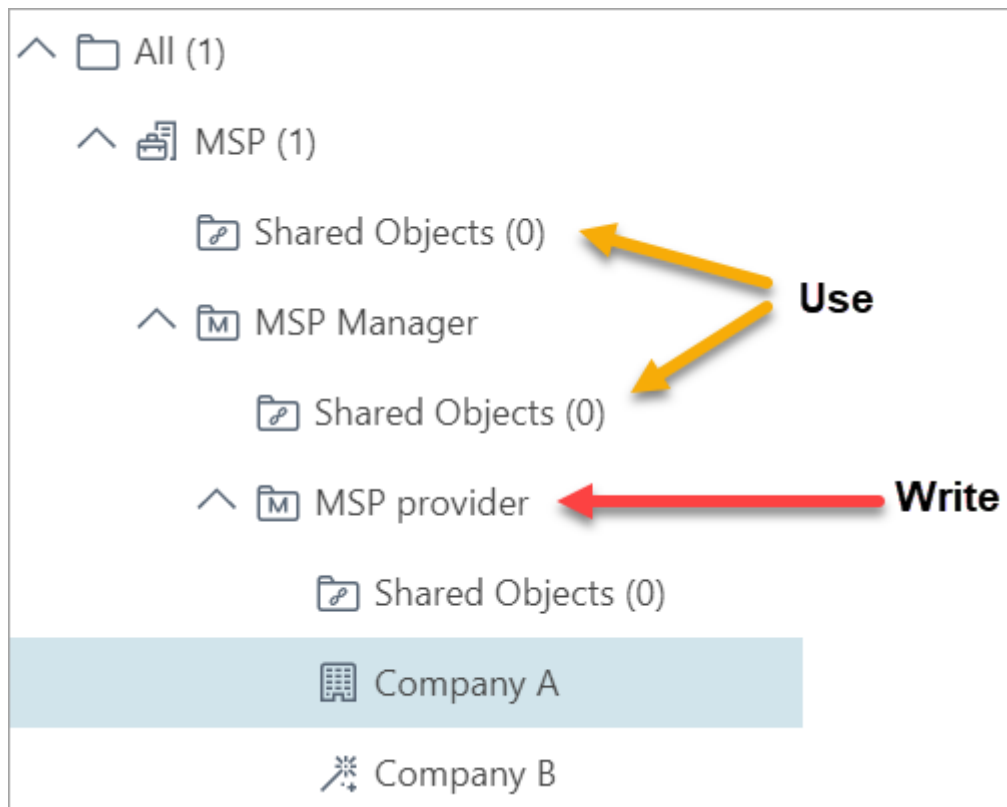 All (1)
MSP (1)
Shared Objects (0)
Use
MSP Manager
Shared Objects (0)
MSP provider
Write
Shared Objects (0)
Company A
Company B